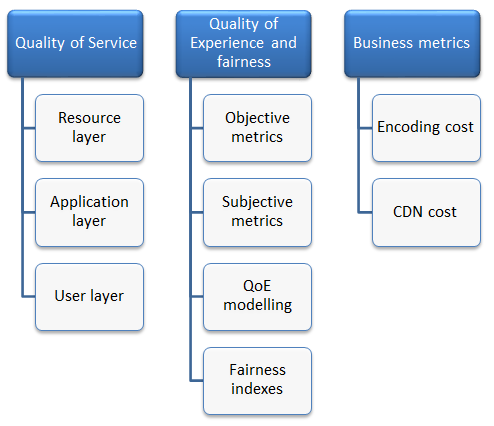 Quality of Service
Resource
layer
Application
layer
User layer
Quality of
Experience and
fairness
Objective
metrics
Subjective
metrics
QoE
modelling
Fairness
indexes
Business metrics
Encoding cost
CDN cost